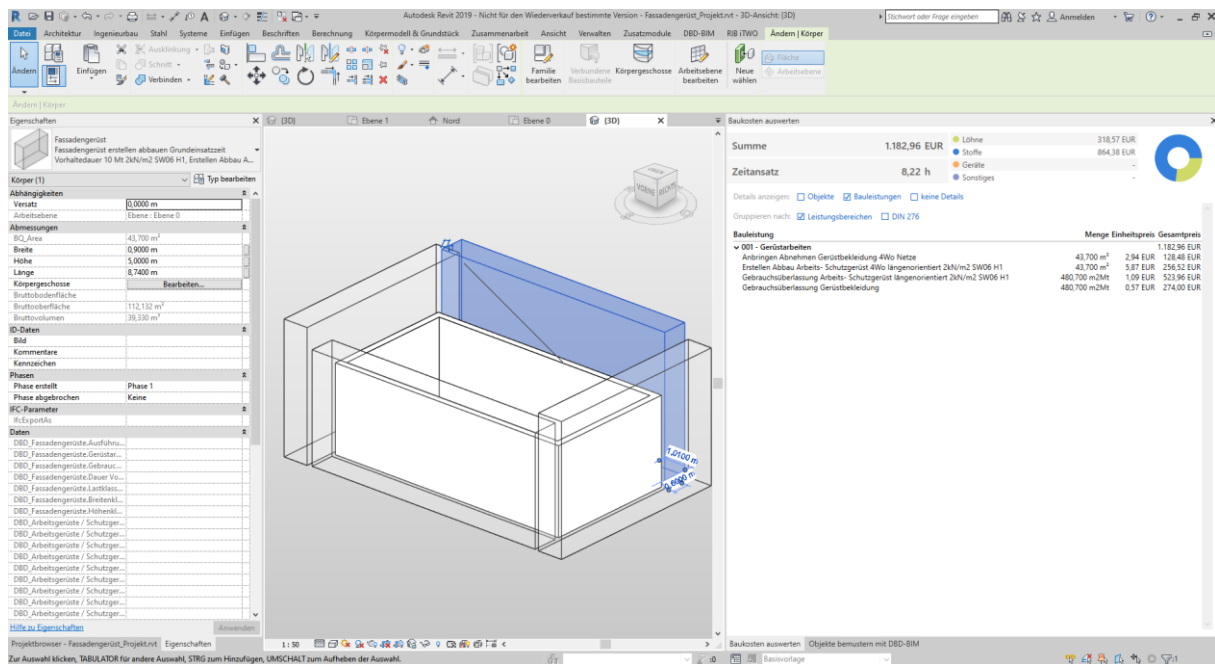 Autodesk Revit 2019 - Nicht für den Wiederverkauf bestimmte Version - Fassadengerüst_Projekt.rvt - 3D-Ansicht: {3D}
Stichwort oder Frage eingeben
Anmelden
Datei Architektur Ingenieurbau Stahl Systeme Einfügen Beschriften Berechnung Körpermodell & Grundstück Zusammenarbeit Ansicht Verwalten Zusatzmodule DBD-BIM RIB iTWO Ändern | Körper
Ändern
Einfügen
Ausklinkung
Schnitt
Verbinden
Familie bearbeiten
Verbundene Basisbauteile
Körpergeschosse
Arbeitsebene bearbeiten
Neue wählen
Fläche
Arbeitsebene
Ändern | Körper
Eigenschaften
Fassadengerüst
Fassadengerüst erstellen abbauen Grundeinsatzzeit
Vorhaltedauer 10 Mt 2kN/m2 SW06 H1, Erstellen Abbau A...
Körper (1)
Typ bearbeiten
Abhängigkeiten
Versatz 0,0000 m
Arbeitsebene Ebene : Ebene 0
Abmessungen
BQ_Area 43,700 m²
Breite 0,9000 m
Höhe 5,0000 m
Länge 8,7400 m
Körpergeschosse Bearbeiten...
Bruttobodenfläche
Bruttooberfläche 112,132 m²
Bruttovolumen 39,330 m³
ID-Daten
Bild
Kommentare
Kennzeichen
Phasen
Phase erstellt Phase 1
Phase abgebrochen Keine
IFC-Parameter
IfcExportAs
Daten
DBD_Fassadengerüste.Ausführu...
DBD_Fassadengerüste.Gerüstar...
DBD_Fassadengerüste.Gebrauc...
DBD_Fassadengerüste.Dauer Vo...
DBD_Fassadengerüste.Lastklass...
DBD_Fassadengerüste.Breitenkl...
DBD_Fassadengerüste.Höhenkl...
DBD_Arbeitsgerüste / Schutzger...
DBD_Arbeitsgerüste / Schutzger...
DBD_Arbeitsgerüste / Schutzger...
DBD_Arbeitsgerüste / Schutzger...
DBD_Arbeitsgerüste / Schutzger...
DBD_Arbeitsgerüste / Schutzger...
DBD_Arbeitsgerüste / Schutzger...
DBD_Arbeitsgerüste / Schutzger...
DBD_Arbeitsgerüste / Schutzger...
Hilfe zu Eigenschaften
Anwenden
Projektbrowser - Fassadengerüst_Projekt.rvt Eigenschaften
{3D} Ebene 1 Nord Ebene 0 {3D}
VORNE RECHTS
1,0100 m
1 : 50
Baukosten auswerten
Summe 1.182,96 EUR
Zeitansatz 8,22 h
Löhne 318,57 EUR
Stoffe 864,38 EUR
Geräte -
Sonstiges -
Details anzeigen: Objekte Bauleistungen keine Details
Gruppieren nach: Leistungsbereichen DIN 276
Bauleistung Menge Einheitspreis Gesamtpreis
001 - Gerüstarbeiten 1.182,96 EUR
Anbringen Abnehmen Gerüstbekleidung 4Wo Netze 43,700 m² 2,94 EUR 128,48 EUR
Erstellen Abbau Arbeits- Schutzgerüst 4Wo längenorientiert 2kN/m2 SW06 H1 43,700 m² 5,87 EUR 256,52 EUR
Gebrauchsüberlassung Arbeits- Schutzgerüst längenorientiert 2kN/m2 SW06 H1 480,700 m2Mt 1,09 EUR 523,96 EUR
Gebrauchsüberlassung Gerüstbekleidung 480,700 m2Mt 0,57 EUR 274,00 EUR
Baukosten auswerten Objekte bemustern mit DBD-BIM
Zur Auswahl klicken, TABULATOR für andere Auswahl, STRG zum Hinzufügen, UMSCHALT zum Aufheben der Auswahl.
:0
Basisvorlage
:1